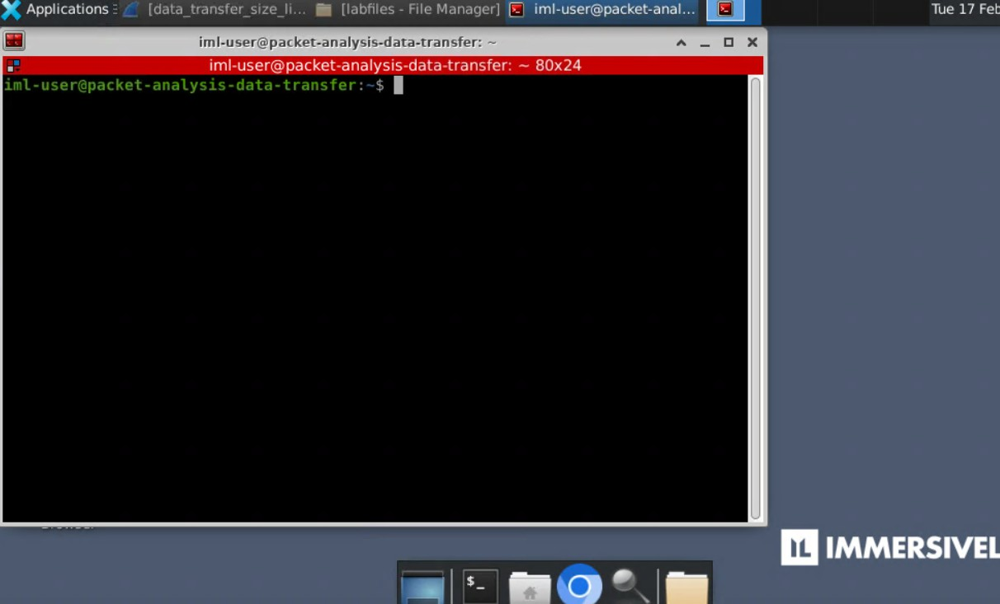 Applications
[data_transfer_size_li...
[labfiles - File Manager]
iml-user@packet-anal...
Tue 17 Feb
iml-user@packet-analysis-data-transfer: ~
iml-user@packet-analysis-data-transfer: ~ 80x24
iml-user@packet-analysis-data-transfer:~$
IMMERSIVEL
$_